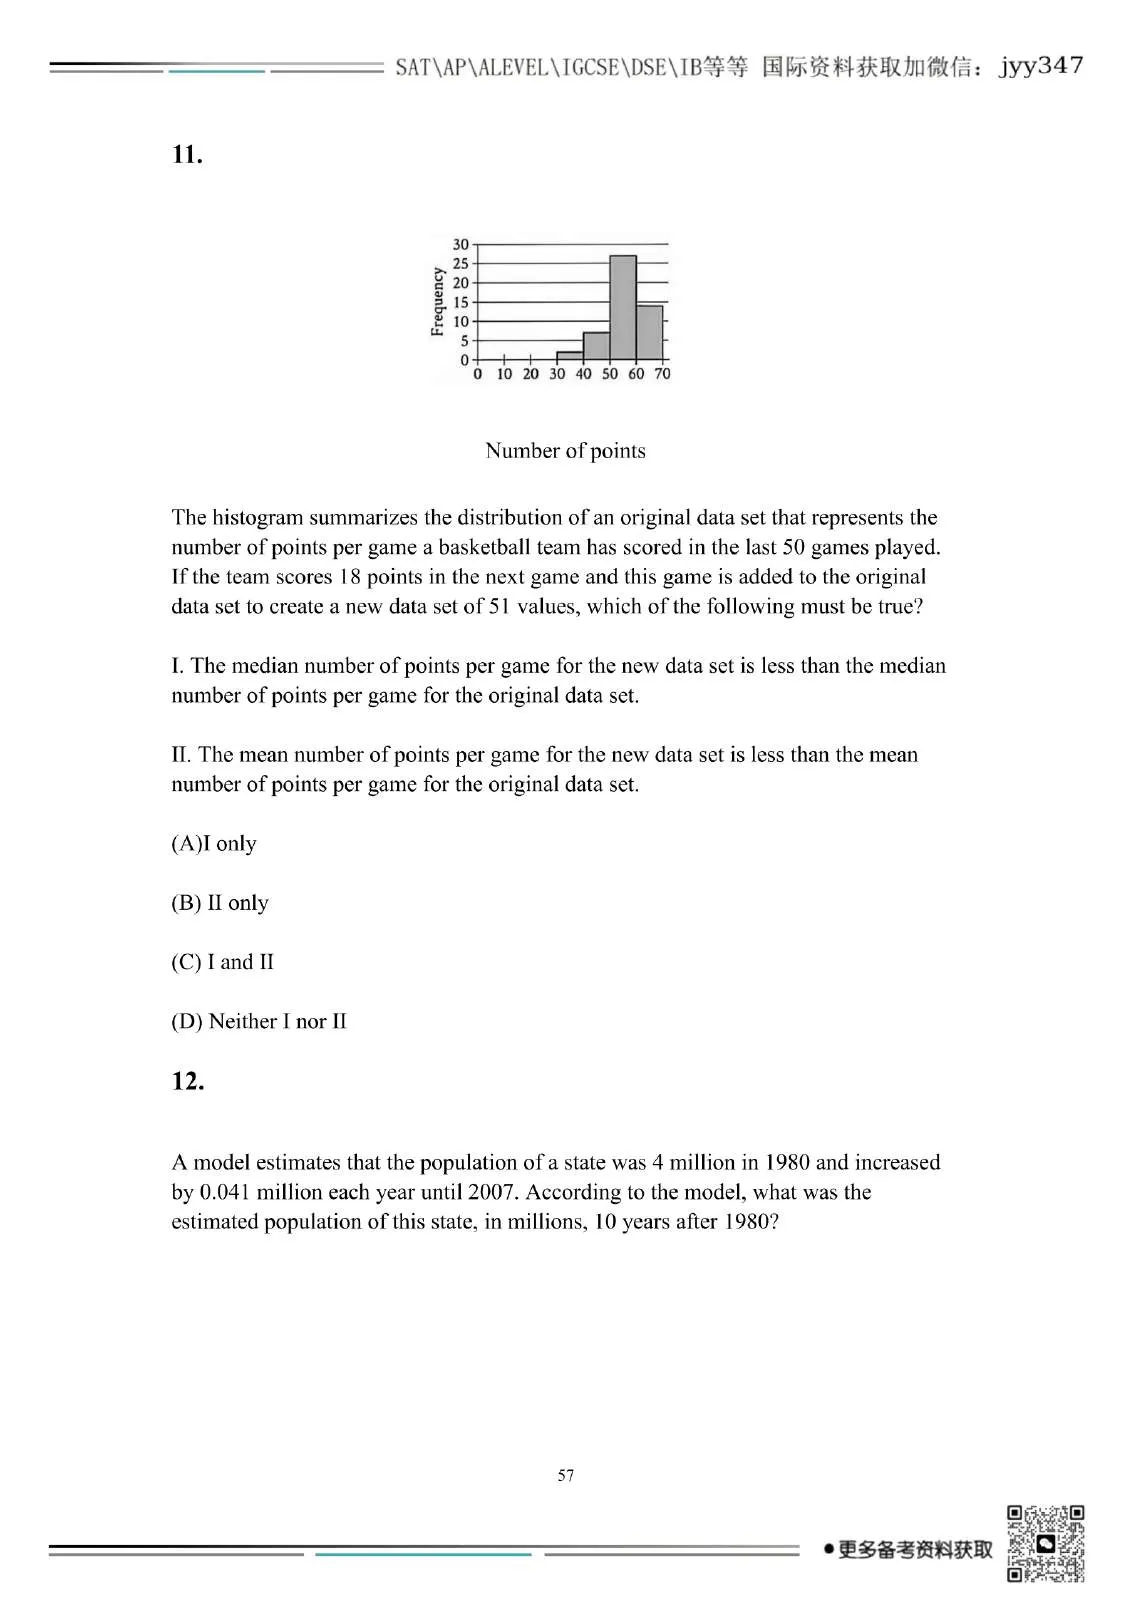 SAT\AP\ALEVEL\IGCSE\DSE\IB等等 国际资料获取加微信：jyy347
11.
30
25
20
15
10
5
0
Frequency
0 10 20 30 40 50 60 70
Number of points
The histogram summarizes the distribution of an original data set that represents the
number of points per game a basketball team has scored in the last 50 games played.
If the team scores 18 points in the next game and this game is added to the original
data set to create a new data set of 51 values, which of the following must be true?
I. The median number of points per game for the new data set is less than the median
number of points per game for the original data set.
II. The mean number of points per game for the new data set is less than the mean
number of points per game for the original data set.
(A)I only
(B) II only
(C) I and II
(D) Neither I nor II
12.
A model estimates that the population of a state was 4 million in 1980 and increased
by 0.041 million each year until 2007. According to the model, what was the
estimated population of this state, in millions, 10 years after 1980?
57
●更多备考资料获取